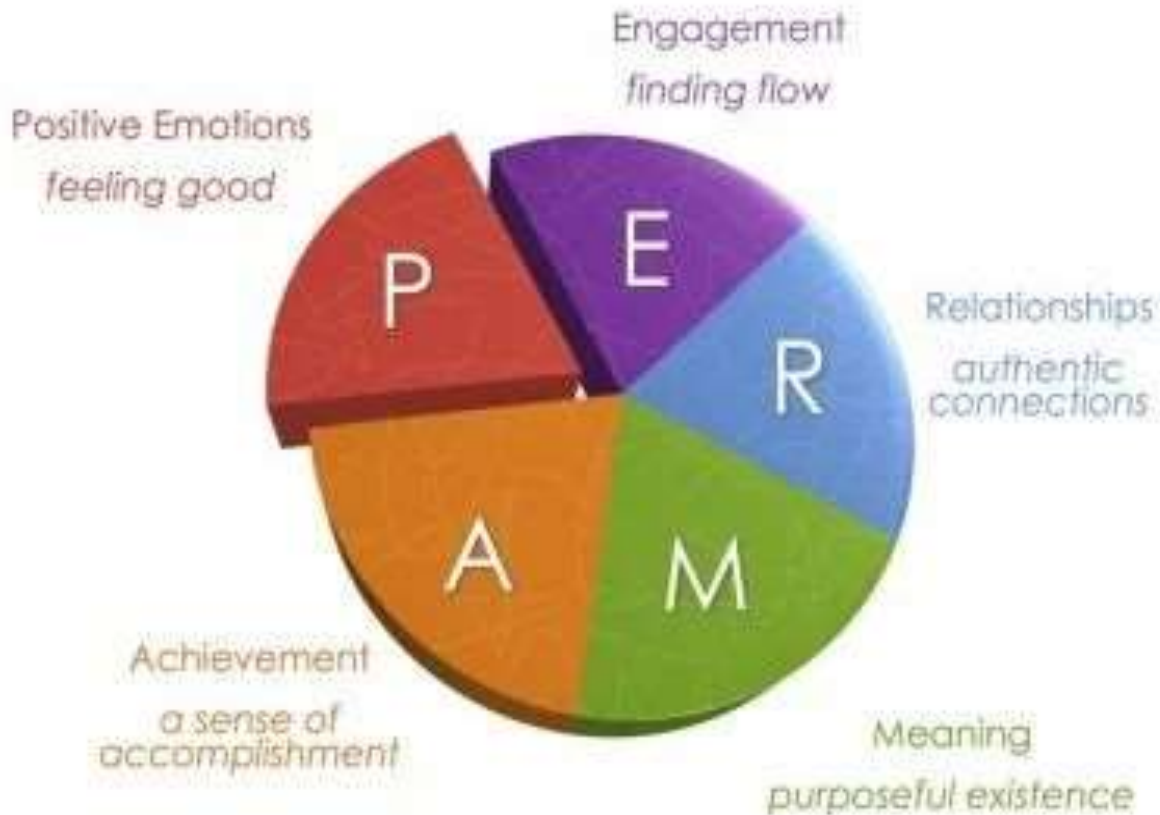 Engagement
finding flow
Positive Emotions
feeling good
P
E
R
Relationships
authentic
connections
A
M
Achievement
a sense of
accomplishment
Meaning
purposeful existence